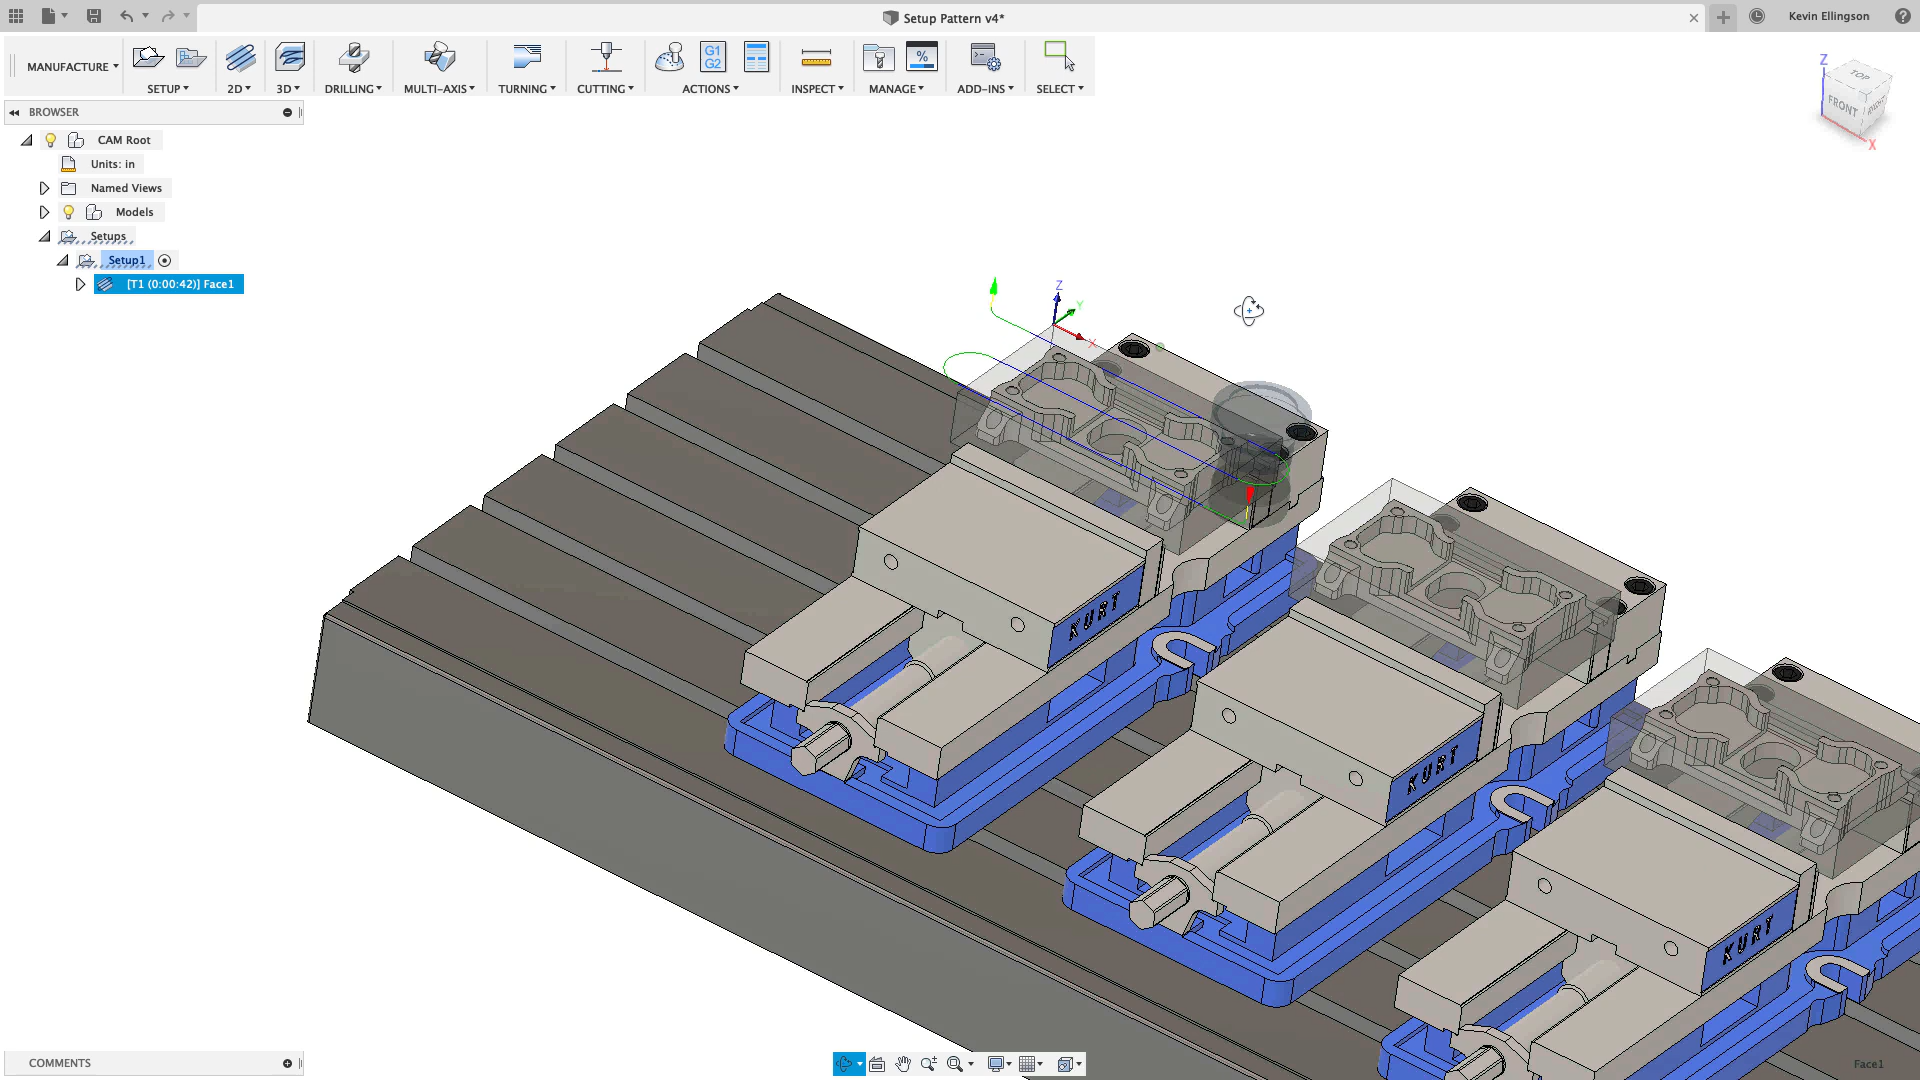 Setup Pattern v4*
Kevin Ellingson
MANUFACTURE
SETUP
2D
3D
DRILLING
MULTI-AXIS
TURNING
CUTTING
G1
G2
ACTIONS
INSPECT
%
MANAGE
ADD-INS
SELECT
Z
TOP
FRONT
RIGHT
X
BROWSER
CAM Root
Units: in
Named Views
Models
Setups
Setup1
[T1 (0:00:42)] Face1
Z
Y
X
KURT
KURT
KURT
COMMENTS
Face1